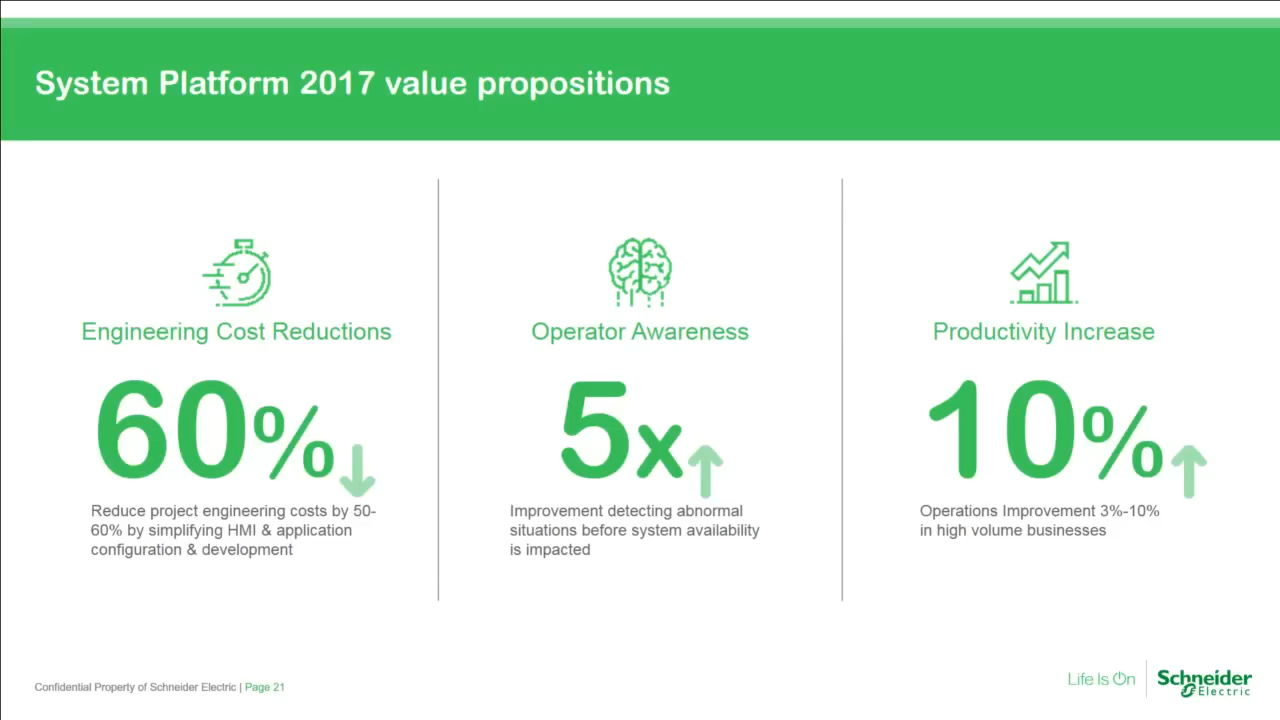 System Platform 2017 value propositions
Engineering Cost Reductions
60%
Reduce project engineering costs by 50-
60% by simplifying HMI & application
configuration & development
Operator Awareness
5x
Improvement detecting abnormal
situations before system availability
is impacted
Productivity Increase
10%
Operations Improvement 3%-10%
in high volume businesses
Confidential Property of Schneider Electric | Page 21
Life Is On
Schneider
Electric